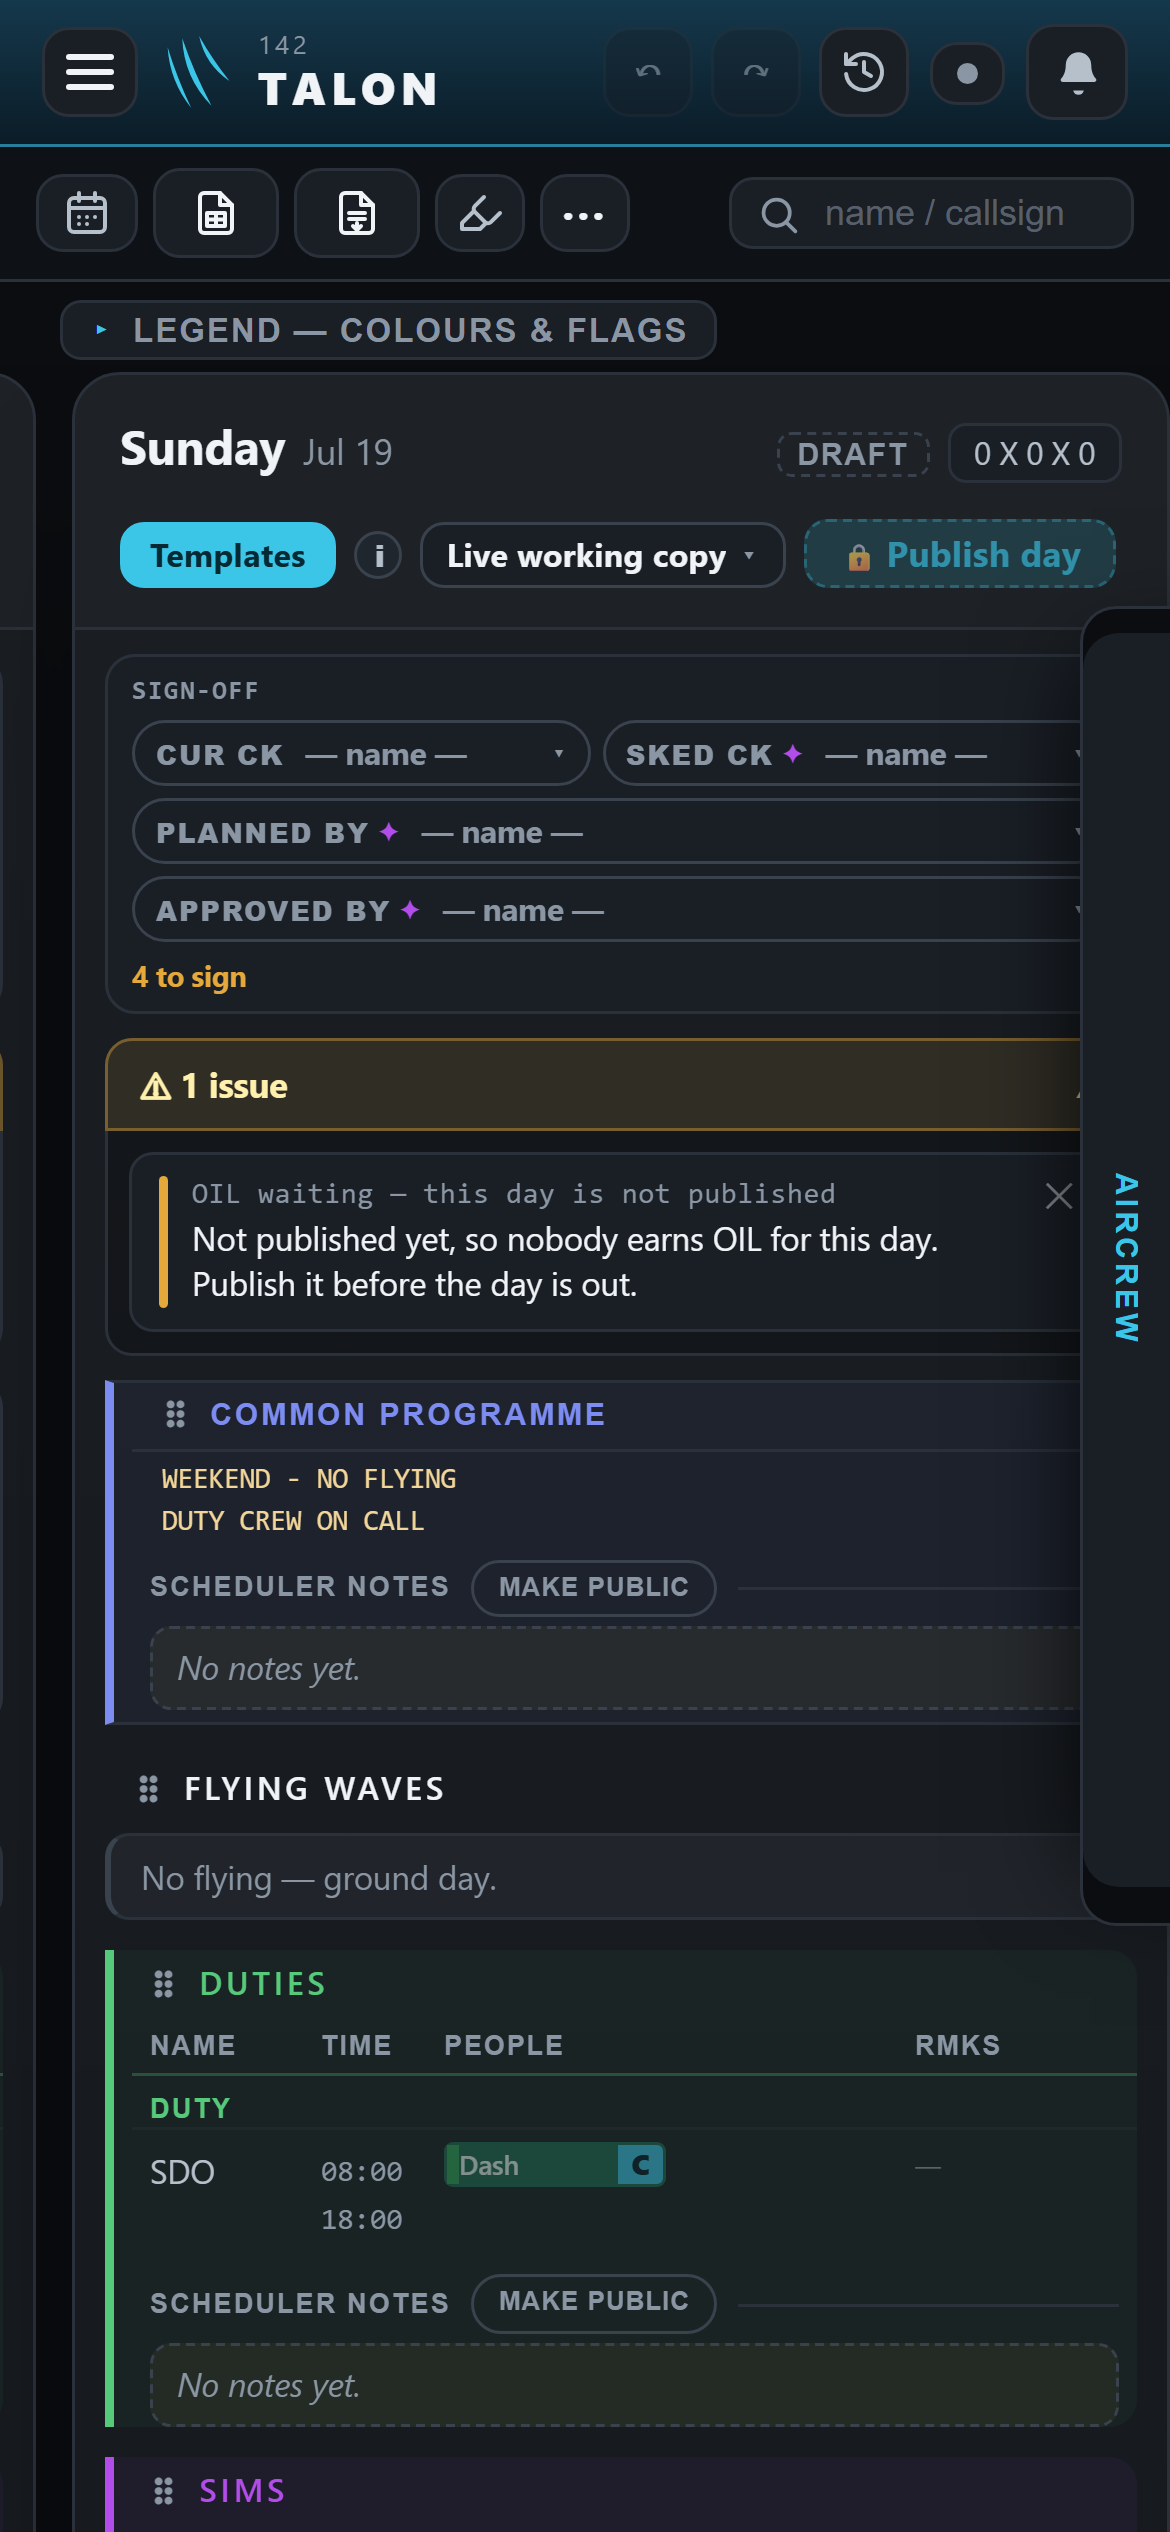 142
TALON
name / callsign
LEGEND — COLOURS & FLAGS
Sunday Jul 19
DRAFT
0 X 0 X 0
Templates
i
Live working copy
Publish day
SIGN-OFF
CUR CK — name —
SKED CK — name —
PLANNED BY — name —
APPROVED BY — name —
4 to sign
1 issue
OIL waiting — this day is not published
Not published yet, so nobody earns OIL for this day.
Publish it before the day is out.
AIRCREW
COMMON PROGRAMME
WEEKEND - NO FLYING
DUTY CREW ON CALL
SCHEDULER NOTES MAKE PUBLIC
No notes yet.
FLYING WAVES
No flying — ground day.
DUTIES
NAME TIME PEOPLE RMKS
DUTY
SDO 08:00 Dash C —
18:00
SCHEDULER NOTES MAKE PUBLIC
No notes yet.
SIMS